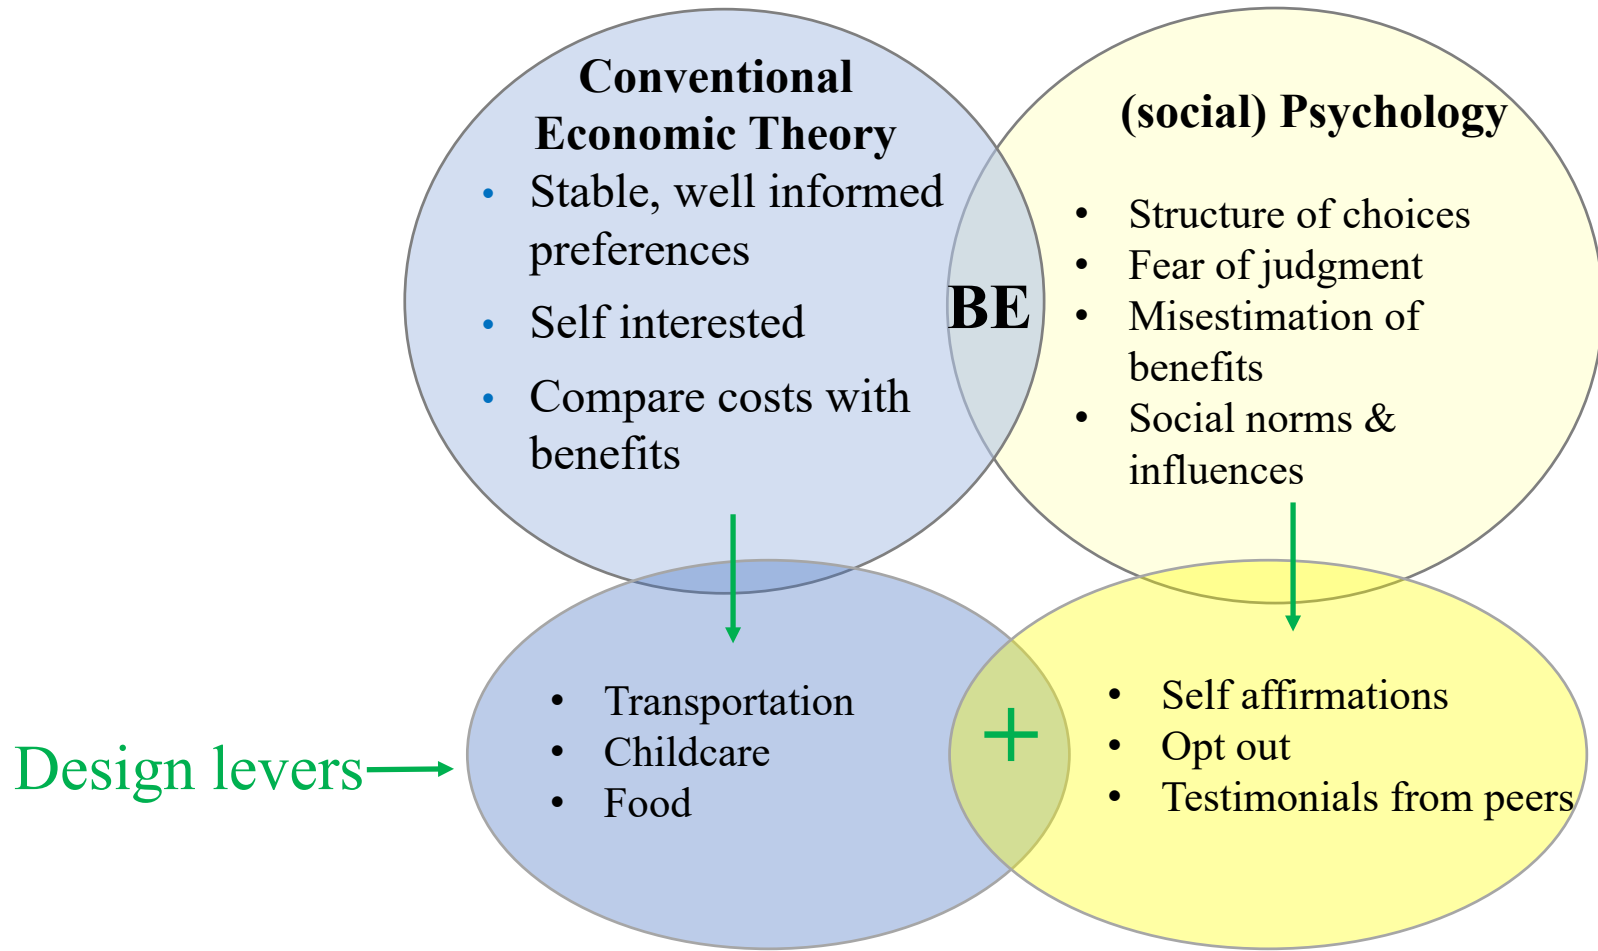 Conventional
Economic Theory
• Stable, well informed
preferences
• Self interested
• Compare costs with
benefits
BE
(social) Psychology
• Structure of choices
• Fear of judgment
• Misestimation of
benefits
• Social norms &
influences
Design levers
• Transportation
• Childcare
• Food
+
• Self affirmations
• Opt out
• Testimonials from peers